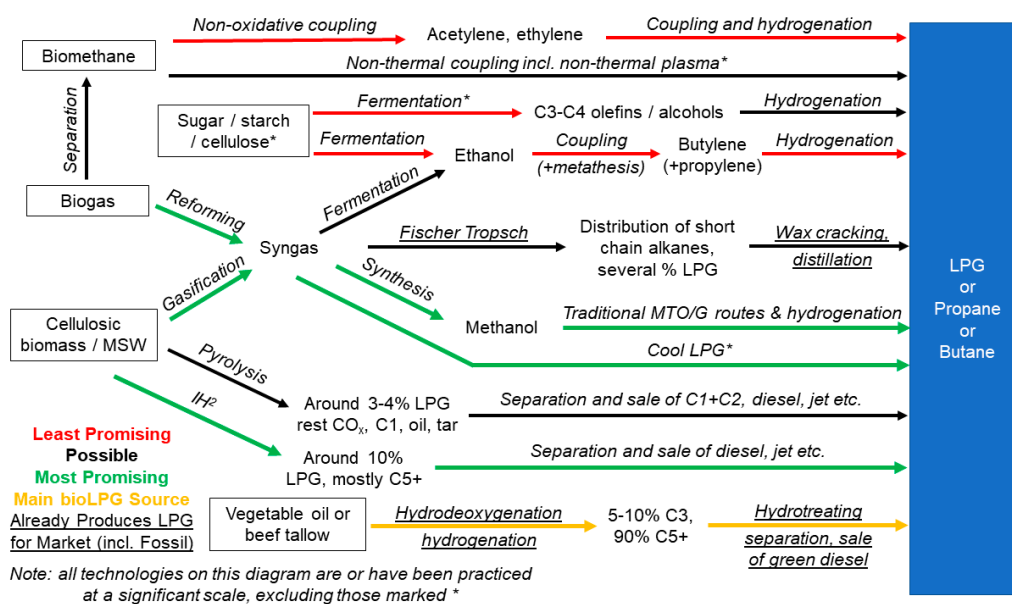 Non-oxidative coupling
Acetylene, ethylene
Coupling and hydrogenation
Biomethane
Non-thermal coupling incl. non-thermal plasma*
Separation
Sugar / starch
/ cellulose*
Fermentation*
C3-C4 olefins / alcohols
Hydrogenation
Fermentation
Ethanol
Coupling
(+metathesis)
Butylene
(+propylene)
Hydrogenation
Biogas
Reforming
Fermentation
Syngas
Fischer Tropsch
Distribution of short
chain alkanes,
several % LPG
Wax cracking,
distillation
Gasification
Synthesis
Methanol
Traditional MTO/G routes & hydrogenation
Cool LPG*
LPG
or
Propane
or
Butane
Cellulosic
biomass / MSW
Pyrolysis
Around 3-4% LPG
rest COₓ, C1, oil, tar
Separation and sale of C1+C2, diesel, jet etc.
IH²
Around 10%
LPG, mostly C5+
Separation and sale of diesel, jet etc.
Least Promising
Possible
Most Promising
Main bioLPG Source
Already Produces LPG
for Market (incl. Fossil)
Vegetable oil or
beef tallow
Hydrodeoxygenation
hydrogenation
5-10% C3,
90% C5+
Hydrotreating
separation, sale
of green diesel
Note: all technologies on this diagram are or have been practiced
at a significant scale, excluding those marked *